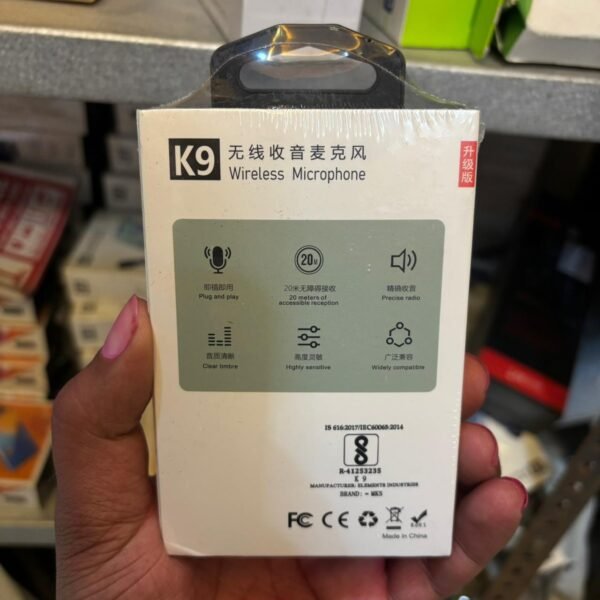 K9 无线收音麦克风
Wireless Microphone
升级版
20M
即插即用
Plug and play
20米无障碍接收
20 meters of
accessible reception
精确收音
Precise radio
音质清晰
Clear timbre
高度灵敏
Highly sensitive
广泛兼容
Widely compatible
IS 616:2017/IEC60065:2014
R-41253235
K 9
MANUFACTURER: ELEMENTS INDUSTRIES
BRAND: - MKS
FC CE
Made in China